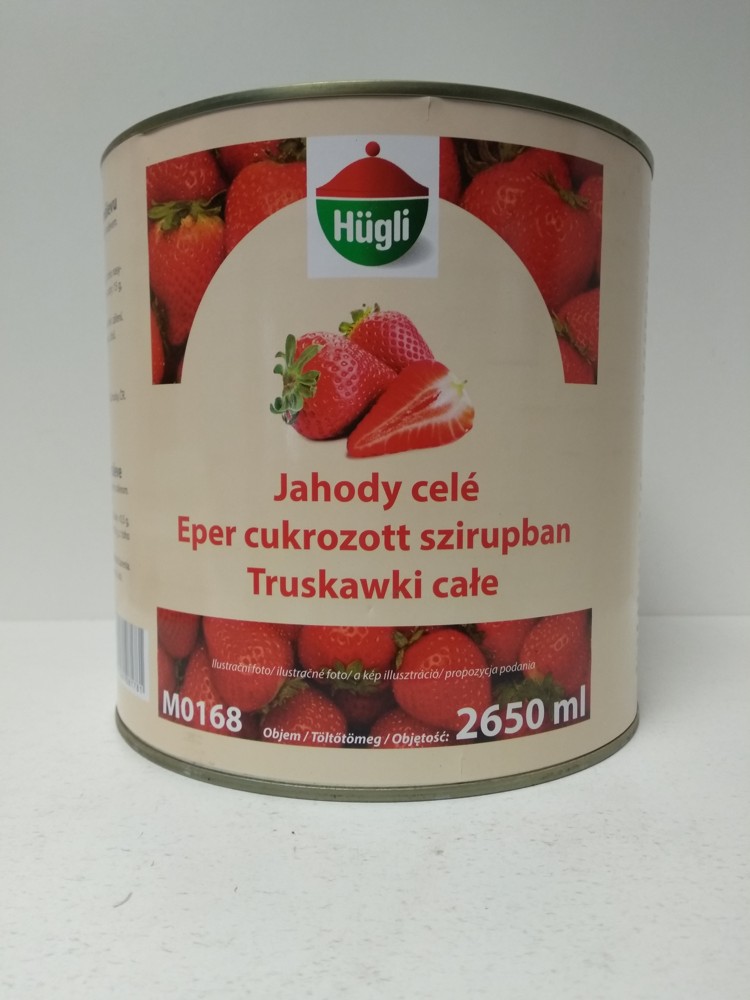 Hügli
Jahody celé
Eper cukrozott szirupban
Truskawki całe
Ilustrační foto/ ilustračné foto/ a kép illusztráció/ propozycja podania
M0168
Objem / Töltötömeg / Objętość: 2650 ml